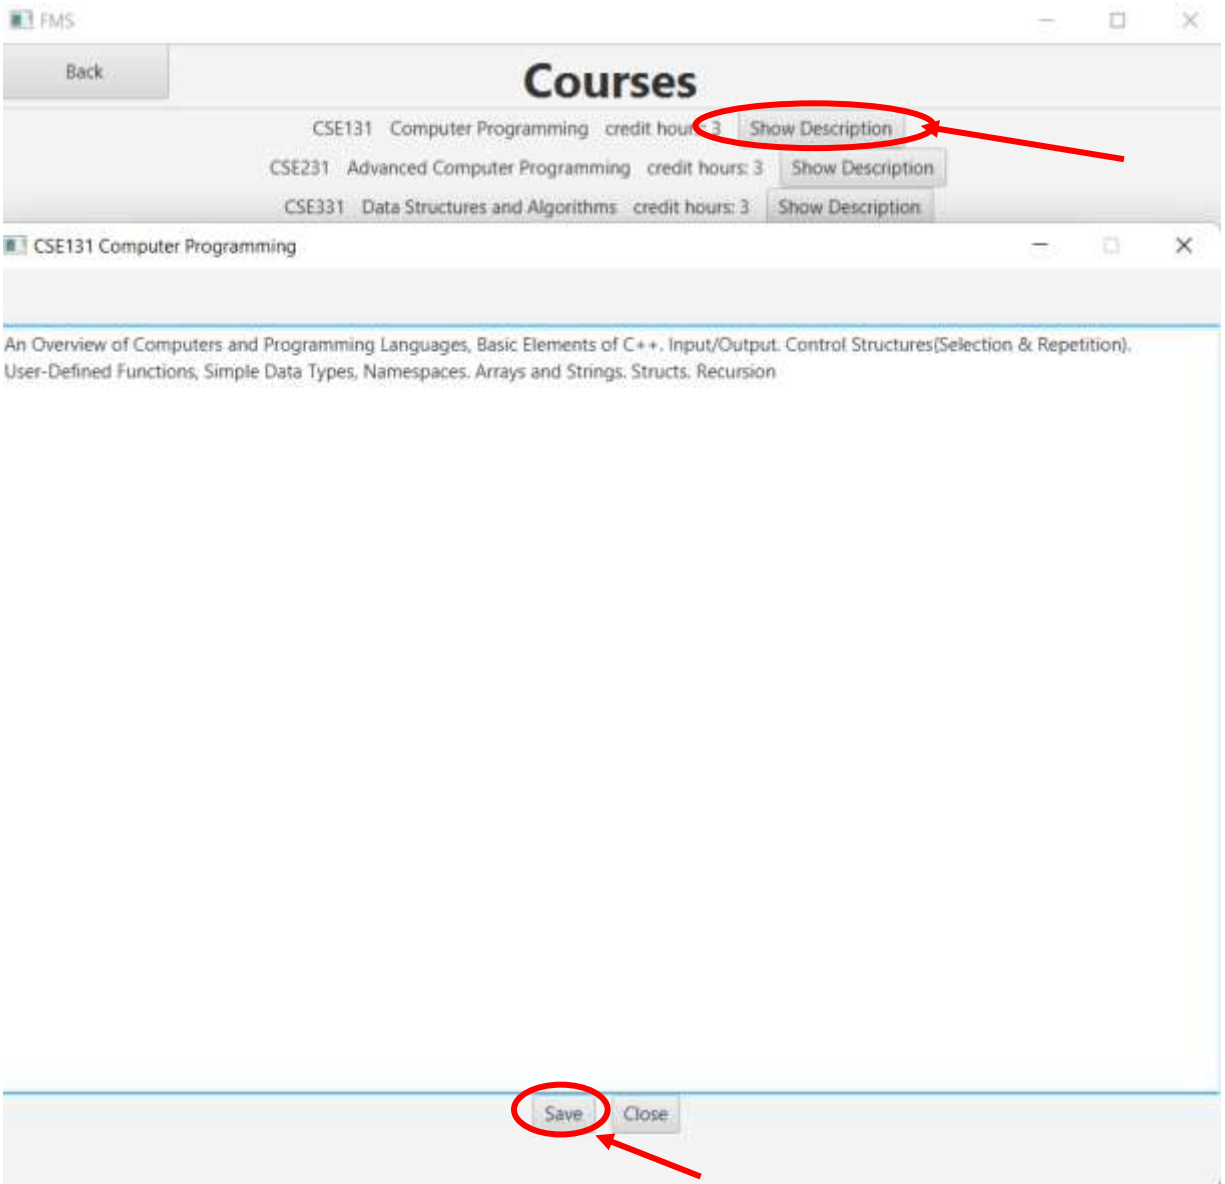 FMS
Back
Courses
CSE131 Computer Programming credit hours: 3 Show Description
CSE231 Advanced Computer Programming credit hours: 3 Show Description
CSE331 Data Structures and Algorithms credit hours: 3 Show Description
CSE131 Computer Programming
An Overview of Computers and Programming Languages, Basic Elements of C++. Input/Output. Control Structures(Selection & Repetition).
User-Defined Functions, Simple Data Types, Namespaces. Arrays and Strings. Structs. Recursion
Save Close